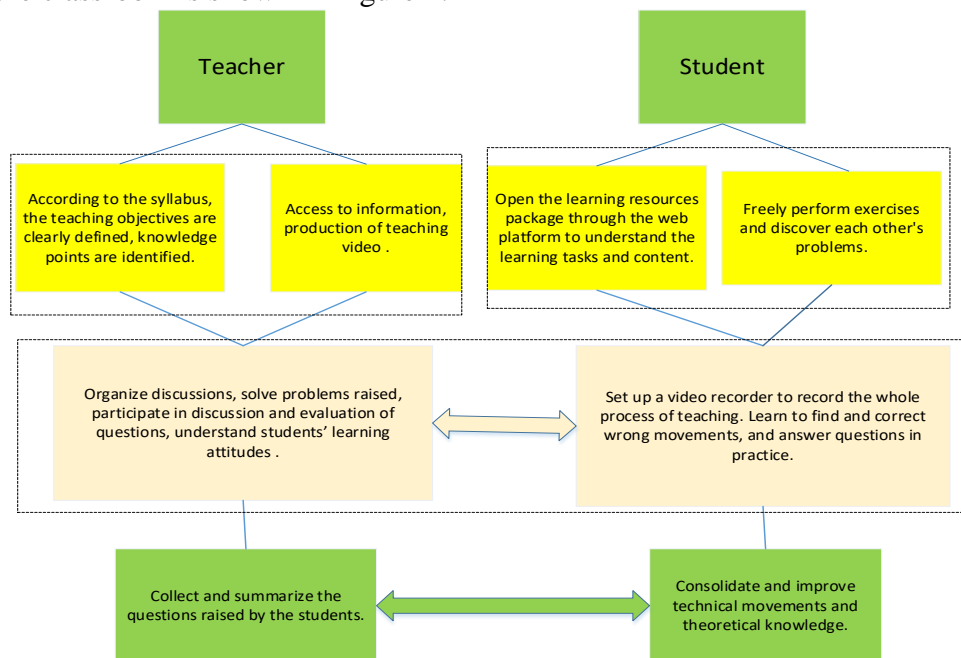 Teacher
Student
According to the syllabus,
the teaching objectives are
clearly defined, knowledge
points are identified.
Access to information,
production of teaching
video .
Open the learning resources
package through the web
platform to understand the
learning tasks and content.
Freely perform exercises
and discover each other's
problems.
Organize discussions, solve problems raised,
participate in discussion and evaluation of
questions, understand students’ learning
attitudes .
Set up a video recorder to record the whole
process of teaching. Learn to find and correct
wrong movements, and answer questions in
practice.
Collect and summarize the
questions raised by the students.
Consolidate and improve
technical movements and
theoretical knowledge.